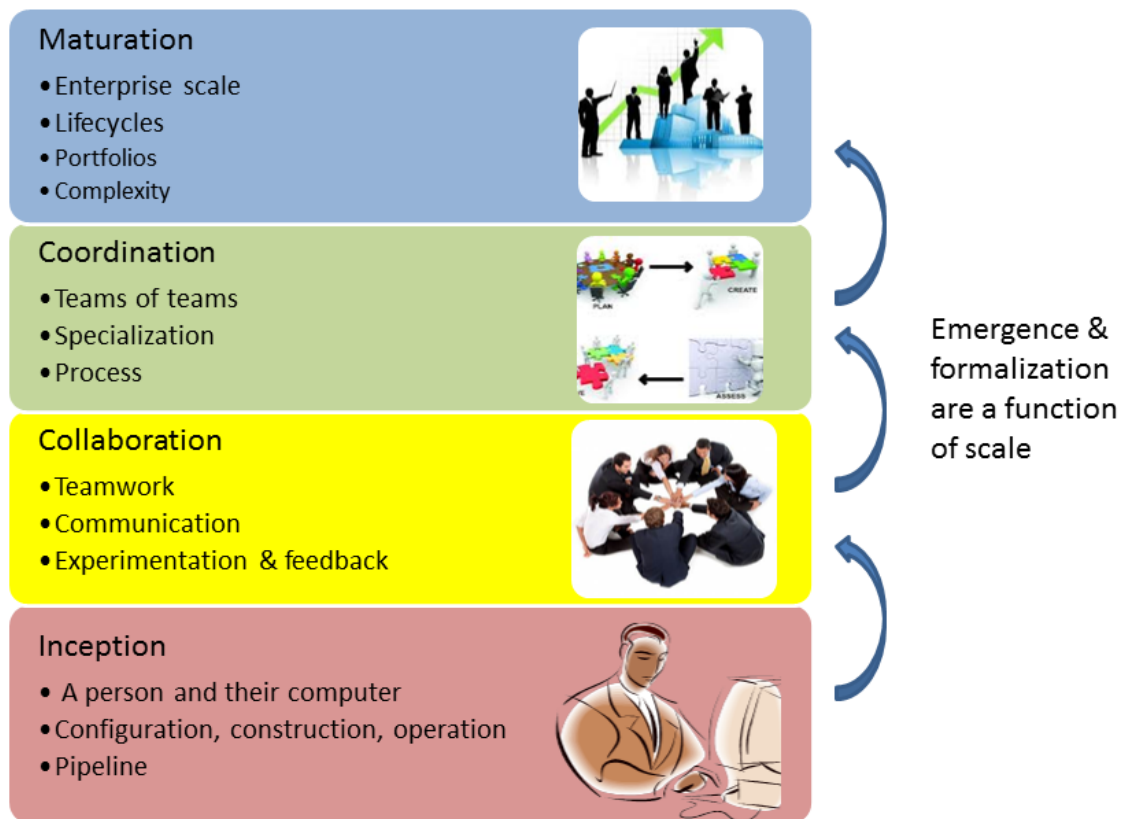 Maturation
•Enterprise scale
•Lifecycles
•Portfolios
•Complexity
Coordination
•Teams of teams
•Specialization
•Process
PLAN
CREATE
ASSESS
Collaboration
•Teamwork
•Communication
•Experimentation & feedback
Inception
• A person and their computer
•Configuration, construction, operation
•Pipeline
Emergence &
formalization
are a function
of scale